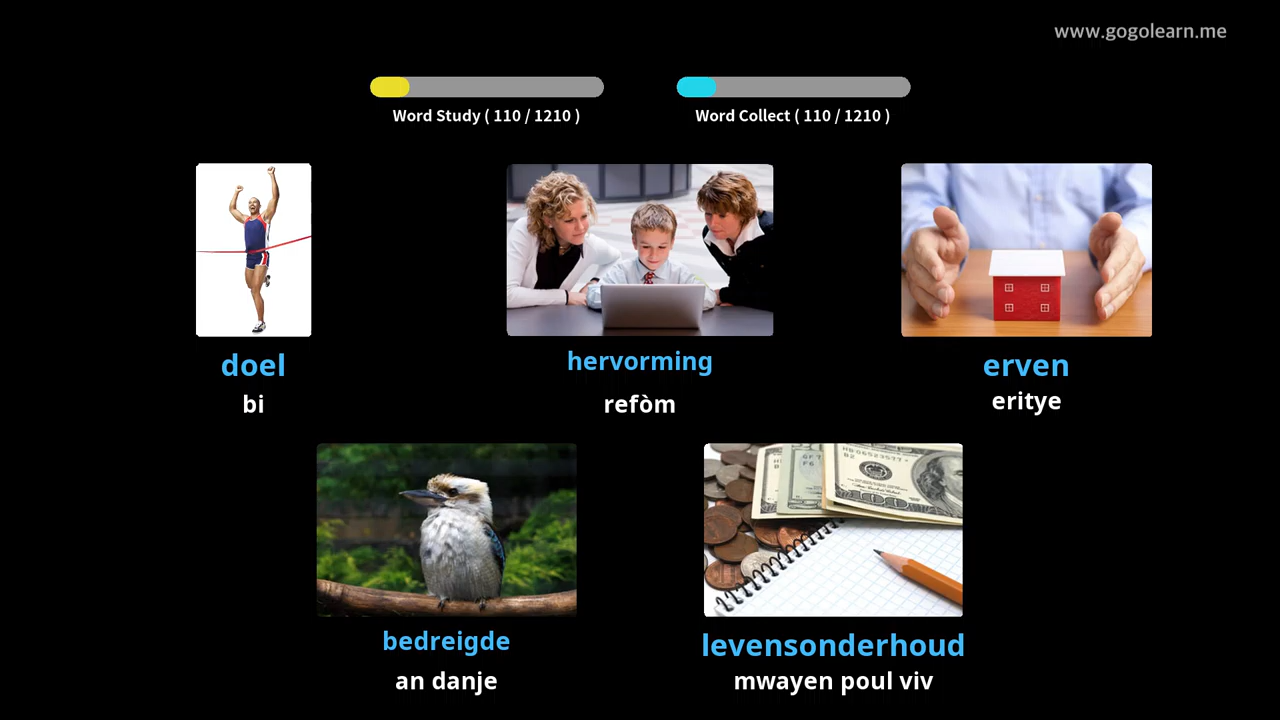 www.gogolearn.me
Word Study ( 110 / 1210 )
Word Collect ( 110 / 1210 )
doel
bi
hervorming
refòm
erven
eritye
bedreigde
an danje
levensonderhoud
mwayen poul viv